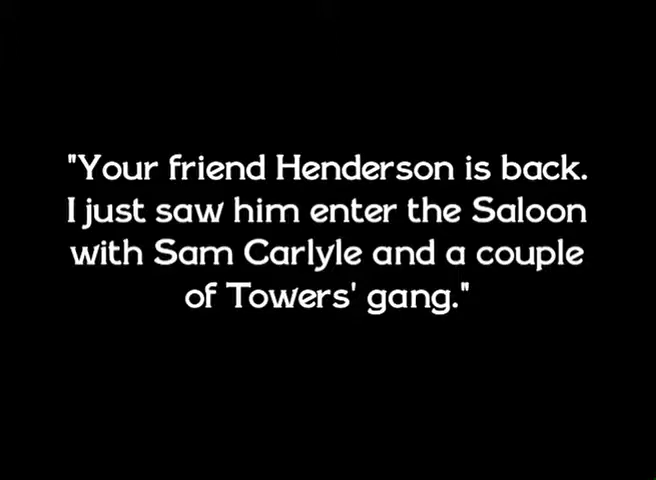 "Your friend Henderson is back.
I just saw him enter the Saloon
with Sam Carlyle and a couple
of Towers' gang."